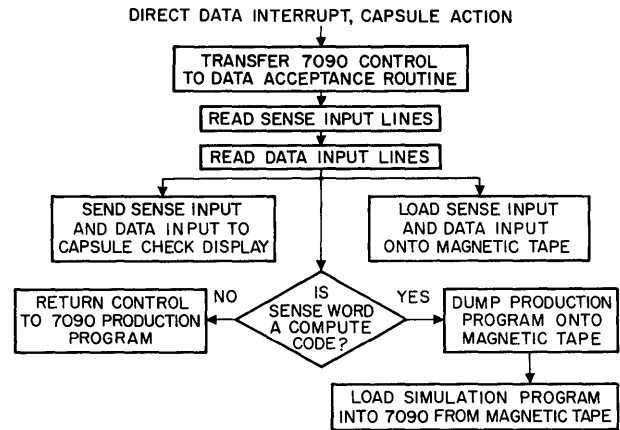 DIRECT DATA INTERRUPT, CAPSULE ACTION
TRANSFER 7090 CONTROL
TO DATA ACCEPTANCE ROUTINE
READ SENSE INPUT LINES
READ DATA INPUT LINES
SEND SENSE INPUT
AND DATA INPUT TO
CAPSULE CHECK DISPLAY
LOAD SENSE INPUT
AND DATA INPUT
ONTO MAGNETIC TAPE
RETURN CONTROL
TO 7090 PRODUCTION
PROGRAM
NO
IS
SENSE WORD
A COMPUTE
CODE?
YES
DUMP PRODUCTION
PROGRAM ONTO
MAGNETIC TAPE
LOAD SIMULATION PROGRAM
INTO 7090 FROM MAGNETIC TAPE